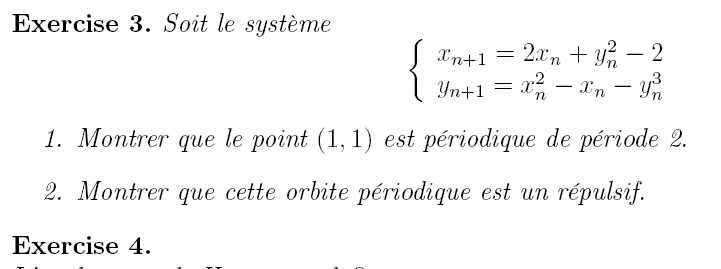 Exercise 3. Soit le système
{ x_{n+1} = 2x_n + y_n^2 − 2
y_{n+1} = x_n^2 − x_n − y_n^3
1. Montrer que le point (1, 1) est périodique de période 2.
2. Montrer que cette orbite périodique est un répulsif.
Exercise 4.